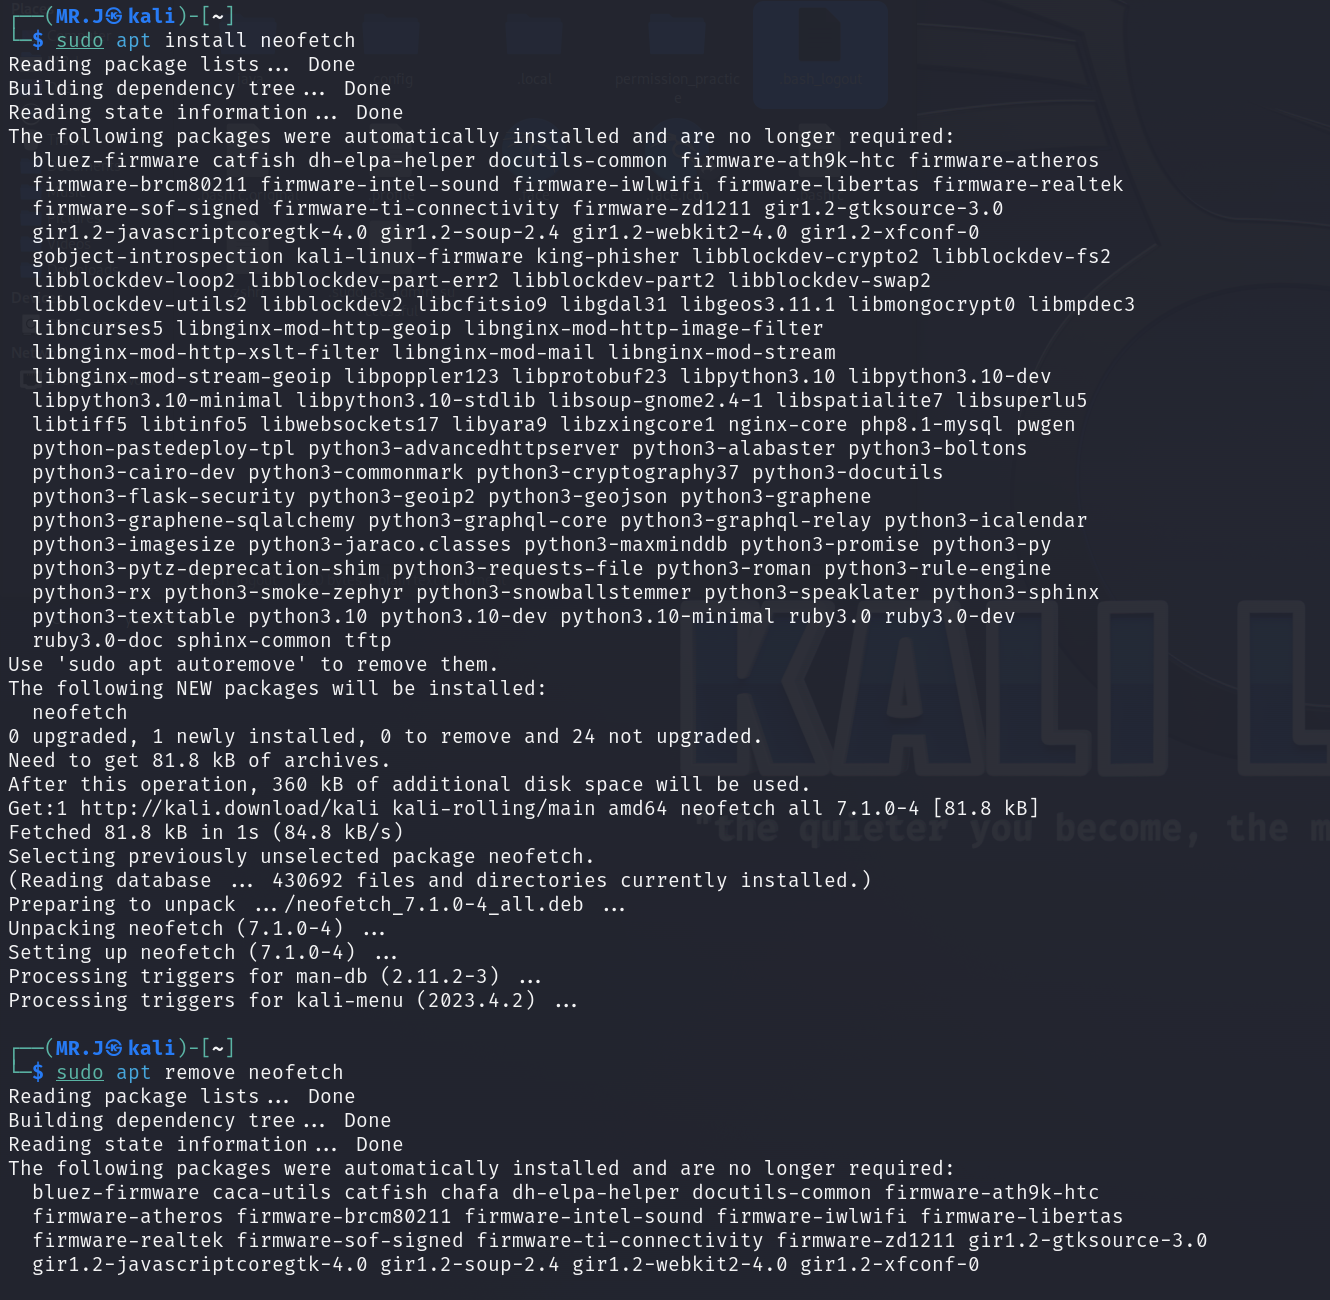 ┌──(MR.J㉿kali)-[~]
└─$ sudo apt install neofetch
Reading package lists... Done
Building dependency tree... Done
Reading state information... Done
The following packages were automatically installed and are no longer required:
  bluez-firmware catfish dh-elpa-helper docutils-common firmware-ath9k-htc firmware-atheros
  firmware-brcm80211 firmware-intel-sound firmware-iwlwifi firmware-libertas firmware-realtek
  firmware-sof-signed firmware-ti-connectivity firmware-zd1211 gir1.2-gtksource-3.0
  gir1.2-javascriptcoregtk-4.0 gir1.2-soup-2.4 gir1.2-webkit2-4.0 gir1.2-xfconf-0
  gobject-introspection kali-linux-firmware king-phisher libblockdev-crypto2 libblockdev-fs2
  libblockdev-loop2 libblockdev-part-err2 libblockdev-part2 libblockdev-swap2
  libblockdev-utils2 libblockdev2 libcfitsio9 libgdal31 libgeos3.11.1 libmongocrypt0 libmpdec3
  libncurses5 libnginx-mod-http-geoip libnginx-mod-http-image-filter
  libnginx-mod-http-xslt-filter libnginx-mod-mail libnginx-mod-stream
  libnginx-mod-stream-geoip libpoppler123 libprotobuf23 libpython3.10 libpython3.10-dev
  libpython3.10-minimal libpython3.10-stdlib libsoup-gnome2.4-1 libspatialite7 libsuperlu5
  libtiff5 libtinfo5 libwebsockets17 libyara9 libzxingcore1 nginx-core php8.1-mysql pwgen
  python-pastedeploy-tpl python3-advancedhttpserver python3-alabaster python3-boltons
  python3-cairo-dev python3-commonmark python3-cryptography37 python3-docutils
  python3-flask-security python3-geoip2 python3-geojson python3-graphene
  python3-graphene-sqlalchemy python3-graphql-core python3-graphql-relay python3-icalendar
  python3-imagesize python3-jaraco.classes python3-maxminddb python3-promise python3-py
  python3-pytz-deprecation-shim python3-requests-file python3-roman python3-rule-engine
  python3-rx python3-smoke-zephyr python3-snowballstemmer python3-speaklater python3-sphinx
  python3-texttable python3.10 python3.10-dev python3.10-minimal ruby3.0 ruby3.0-dev
  ruby3.0-doc sphinx-common tftp
Use 'sudo apt autoremove' to remove them.
The following NEW packages will be installed:
  neofetch
0 upgraded, 1 newly installed, 0 to remove and 24 not upgraded.
Need to get 81.8 kB of archives.
After this operation, 360 kB of additional disk space will be used.
Get:1 http://kali.download/kali kali-rolling/main amd64 neofetch all 7.1.0-4 [81.8 kB]
Fetched 81.8 kB in 1s (84.8 kB/s)
Selecting previously unselected package neofetch.
(Reading database ... 430692 files and directories currently installed.)
Preparing to unpack .../neofetch_7.1.0-4_all.deb ...
Unpacking neofetch (7.1.0-4) ...
Setting up neofetch (7.1.0-4) ...
Processing triggers for man-db (2.11.2-3) ...
Processing triggers for kali-menu (2023.4.2) ...
┌──(MR.J㉿kali)-[~]
└─$ sudo apt remove neofetch
Reading package lists... Done
Building dependency tree... Done
Reading state information... Done
The following packages were automatically installed and are no longer required:
  bluez-firmware caca-utils catfish chafa dh-elpa-helper docutils-common firmware-ath9k-htc
  firmware-atheros firmware-brcm80211 firmware-intel-sound firmware-iwlwifi firmware-libertas
  firmware-realtek firmware-sof-signed firmware-ti-connectivity firmware-zd1211 gir1.2-gtksource-3.0
  gir1.2-javascriptcoregtk-4.0 gir1.2-soup-2.4 gir1.2-webkit2-4.0 gir1.2-xfconf-0
KALI L
"the quieter you become, the m
config
local
permission_practic
e